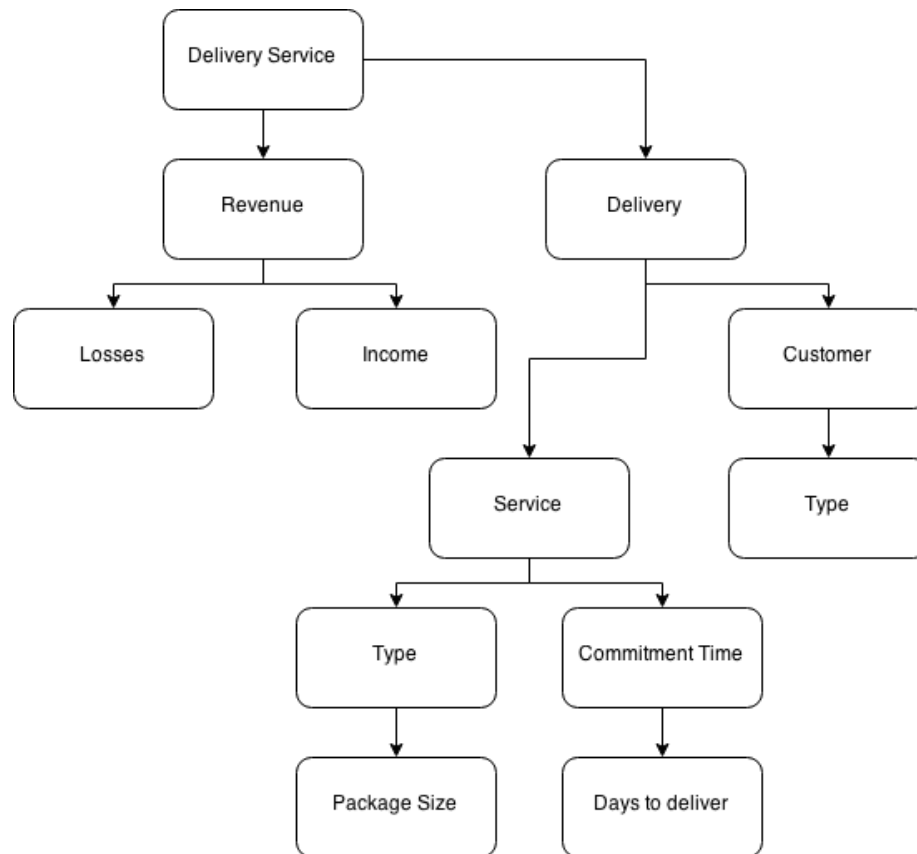 Delivery Service
Revenue
Delivery
Losses
Income
Customer
Service
Type
Type
Commitment Time
Package Size
Days to deliver